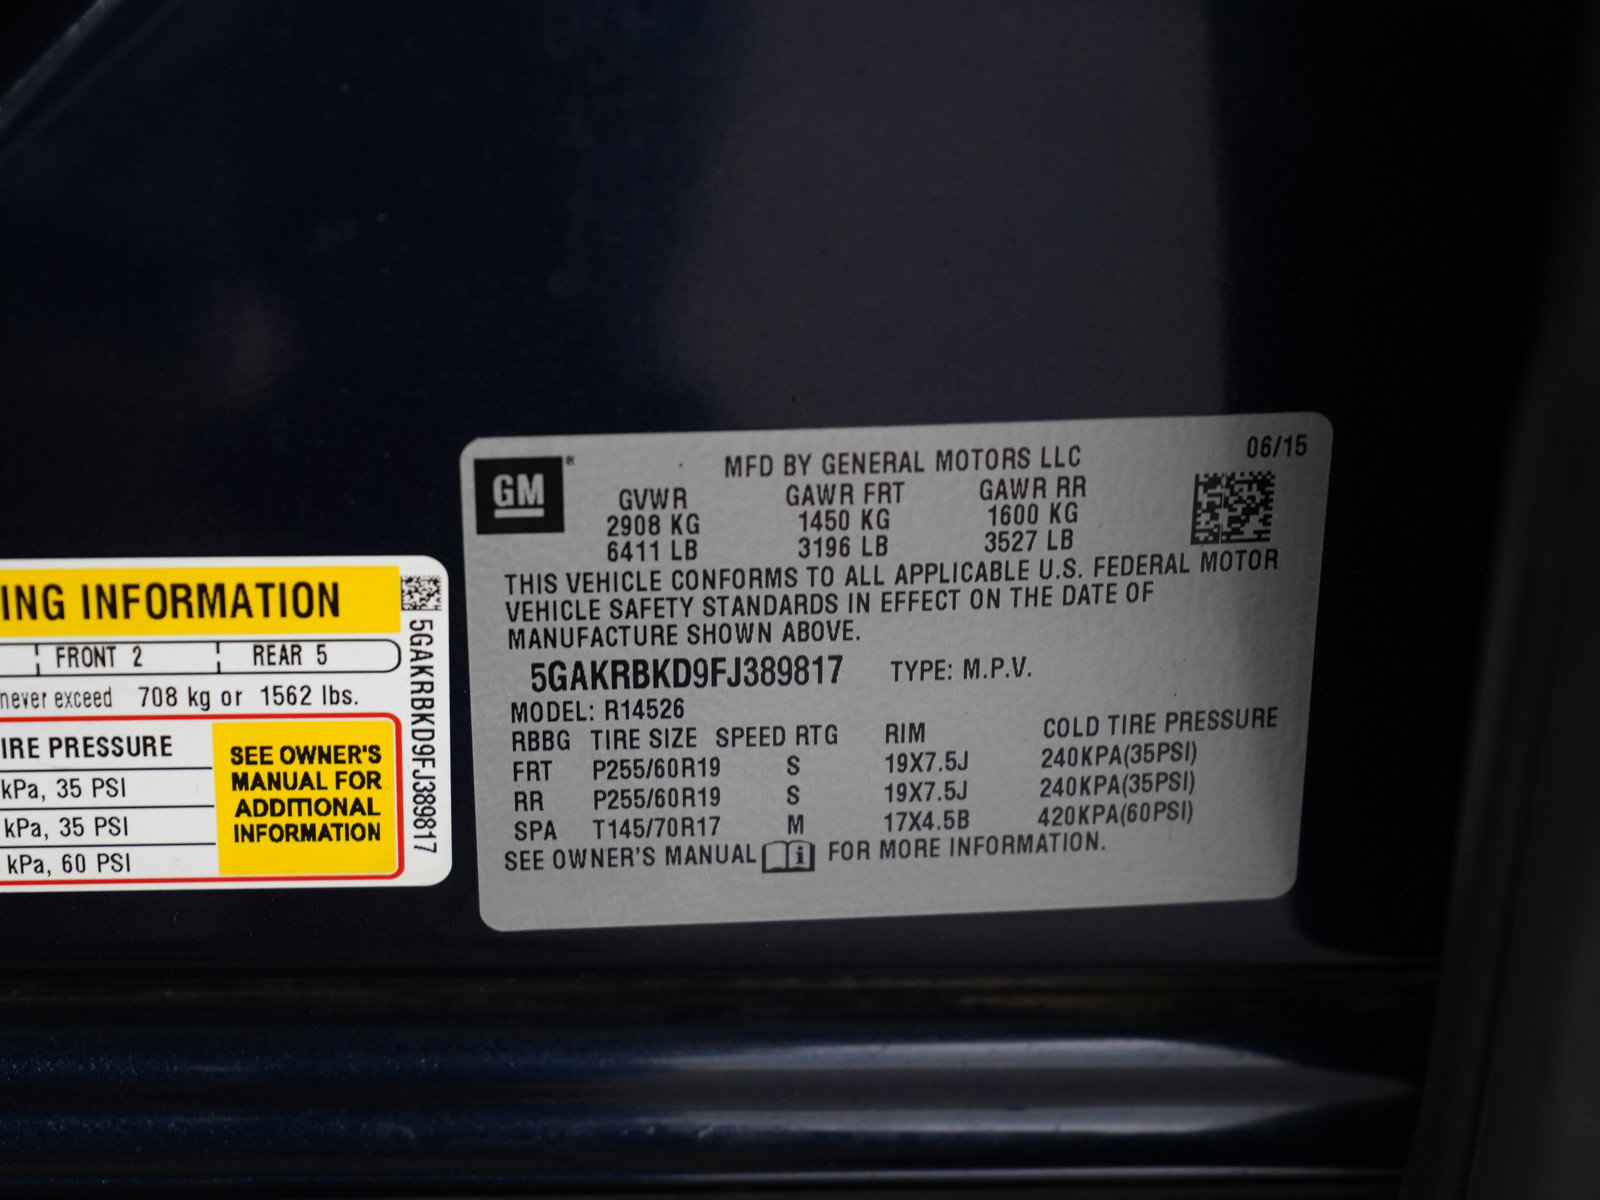 ING INFORMATION
FRONT 2 REAR 5
never exceed 708 kg or 1562 lbs.
IRE PRESSURE
kPa, 35 PSI
kPa, 35 PSI
kPa, 60 PSI
SEE OWNER'S
MANUAL FOR
ADDITIONAL
INFORMATION
5GAKRBKD9FJ389817
GM®
MFD BY GENERAL MOTORS LLC 06/15
GVWR GAWR FRT GAWR RR
2908 KG 1450 KG 1600 KG
6411 LB 3196 LB 3527 LB
THIS VEHICLE CONFORMS TO ALL APPLICABLE U.S. FEDERAL MOTOR
VEHICLE SAFETY STANDARDS IN EFFECT ON THE DATE OF
MANUFACTURE SHOWN ABOVE.
5GAKRBKD9FJ389817 TYPE: M.P.V.
MODEL: R14526
RBBG TIRE SIZE SPEED RTG RIM COLD TIRE PRESSURE
FRT P255/60R19 S 19X7.5J 240KPA(35PSI)
RR P255/60R19 S 19X7.5J 240KPA(35PSI)
SPA T145/70R17 M 17X4.5B 420KPA(60PSI)
SEE OWNER'S MANUAL i FOR MORE INFORMATION.